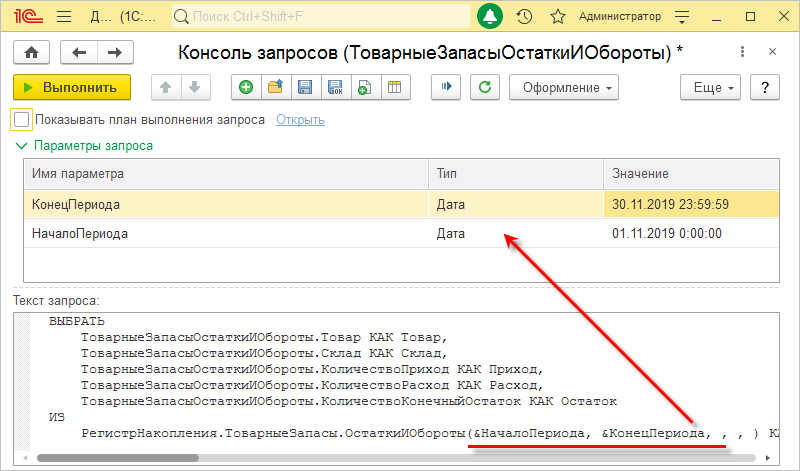 1С Д... (1С: Поиск Ctrl+Shift+F Администратор
Консоль запросов (ТоварныеЗапасыОстаткиИОбороты) *
Выполнить OK Оформление Еще ?
Показывать план выполнения запроса Открыть
Параметры запроса
Имя параметра Тип Значение
КонецПериода Дата 30.11.2019 23:59:59
НачалоПериода Дата 01.11.2019 0:00:00
Текст запроса:
ВЫБРАТЬ
ТоварныеЗапасыОстаткиИОбороты.Товар КАК Товар,
ТоварныеЗапасыОстаткиИОбороты.Склад КАК Склад,
ТоварныеЗапасыОстаткиИОбороты.КоличествоПриход КАК Приход,
ТоварныеЗапасыОстаткиИОбороты.КоличествоРасход КАК Расход,
ТоварныеЗапасыОстаткиИОбороты.КоличествоКонечныйОстаток КАК Остаток
ИЗ
РегистрНакопления.ТоварныеЗапасы.ОстаткиИОбороты(&НачалоПериода, &КонецПериода, , , )